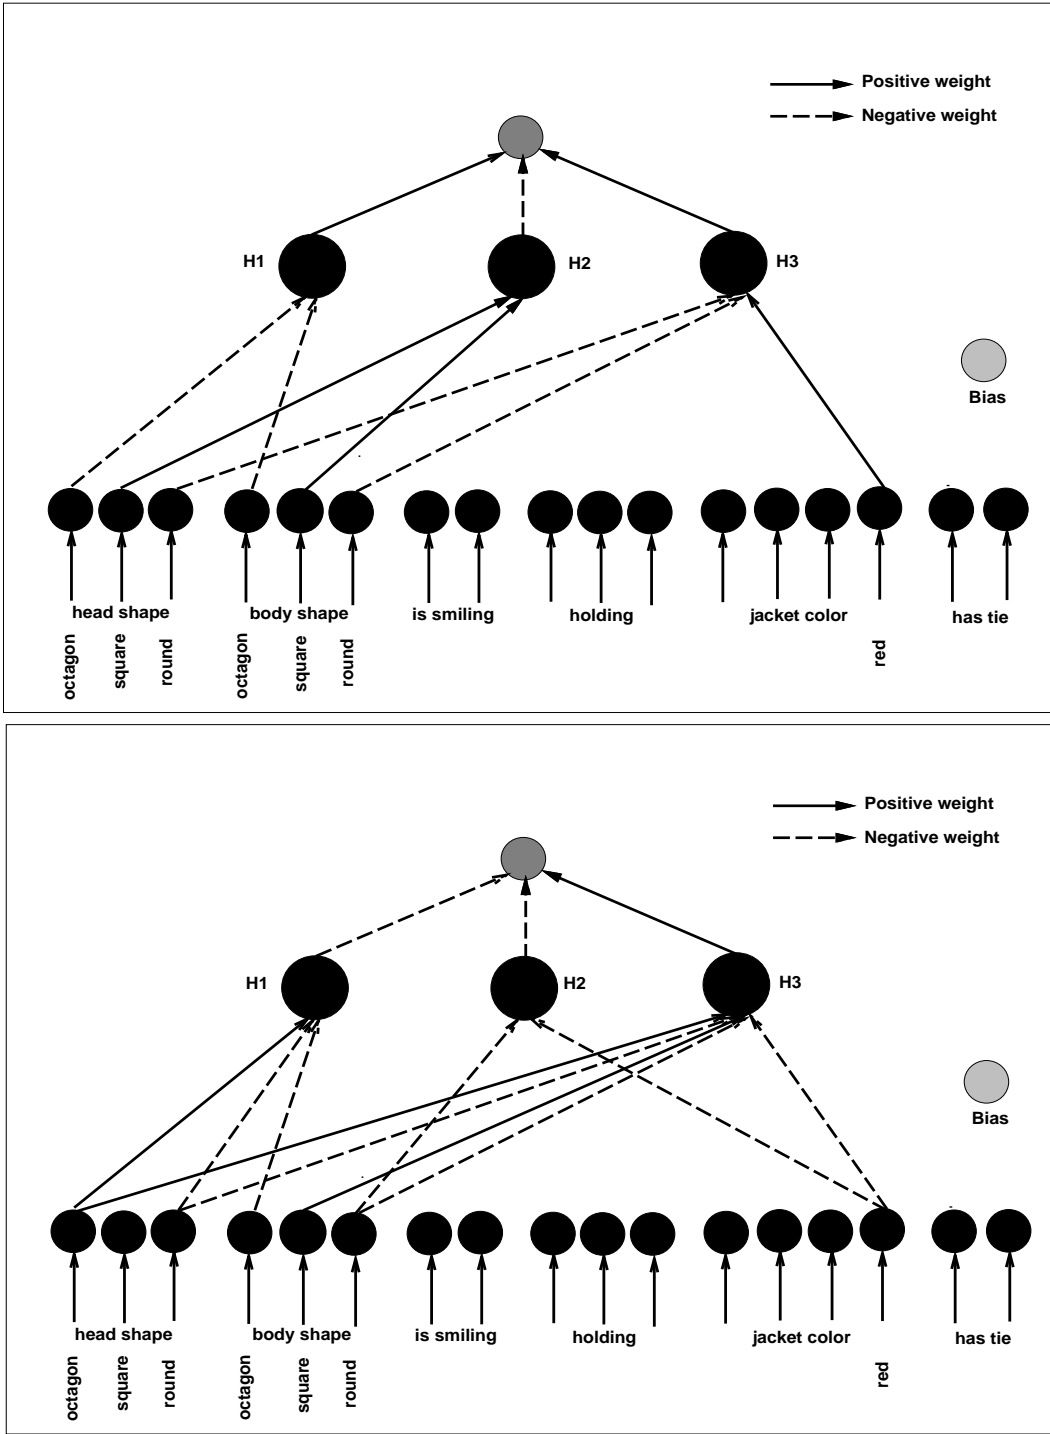 Positive weight
Negative weight
H1
H2
H3
Bias
head shape
body shape
is smiling
holding
jacket color
has tie
octagon
square
round
octagon
square
round
red
Positive weight
Negative weight
H1
H2
H3
Bias
head shape
body shape
is smiling
holding
jacket color
has tie
octagon
square
round
octagon
square
round
red